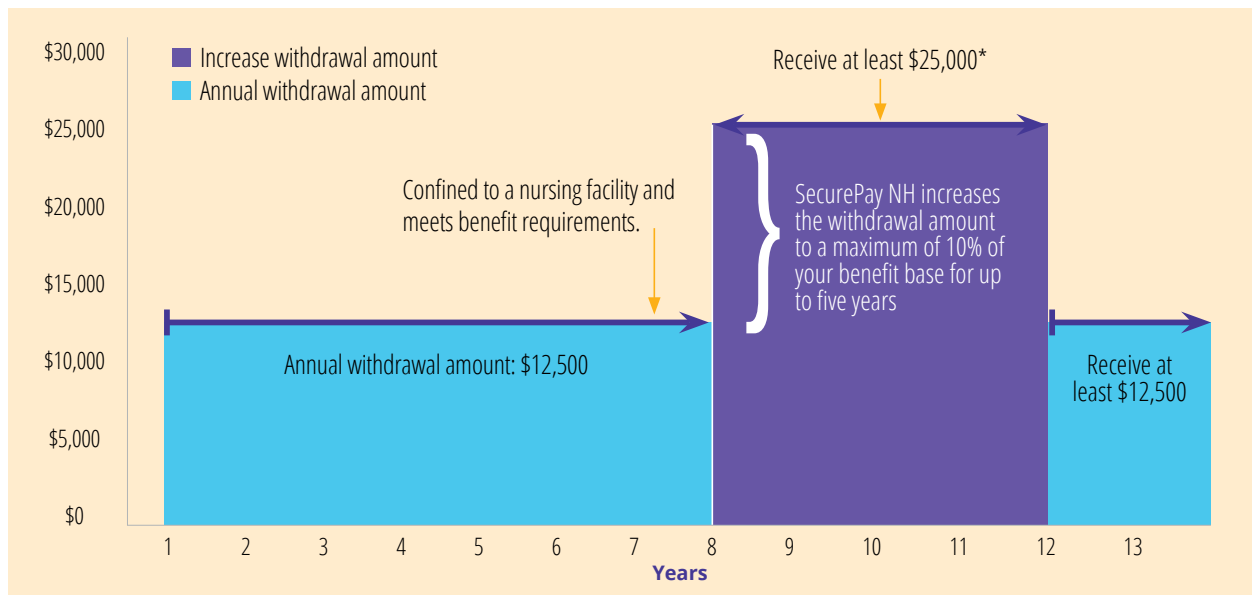 $30,000
$25,000
$20,000
$15,000
$10,000
$5,000
$0
Increase withdrawal amount
Annual withdrawal amount
Receive at least $25,000*
Confined to a nursing facility and
meets benefit requirements.
SecurePay NH increases
the withdrawal amount
to a maximum of 10% of
your benefit base for up
to five years
Annual withdrawal amount: $12,500
Receive at
least $12,500
1 2 3 4 5 6 7 8 9 10 11 12 13
Years